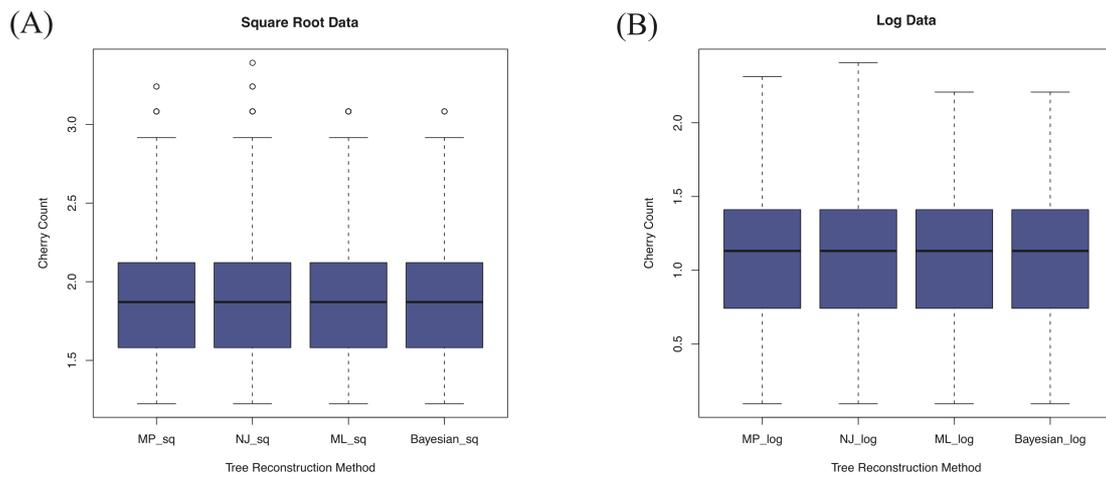 (A)
Square Root Data
Cherry Count
3.0
2.5
2.0
1.5
MP_sq NJ_sq ML_sq Bayesian_sq
Tree Reconstruction Method
(B)
Log Data
Cherry Count
2.0
1.5
1.0
0.5
MP_log NJ_log ML_log Bayesian_log
Tree Reconstruction Method